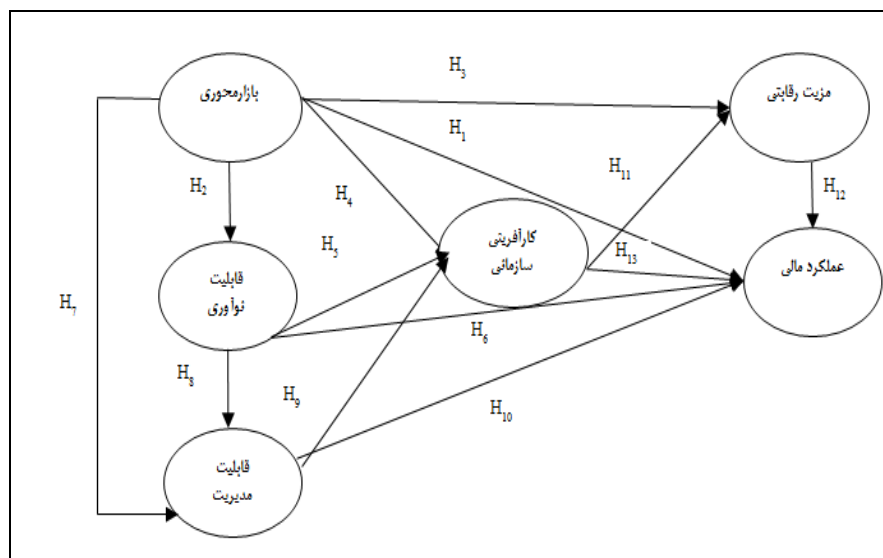 H3
بازارمحوری
مزیت رقابتی
H1
H11
H2
H4
H12
کارآفرینی
سازمانی
H5
H13
عملکرد مالی
قابلیت
نوآوری
H7
H6
H8
H9
H10
قابلیت
مدیریت